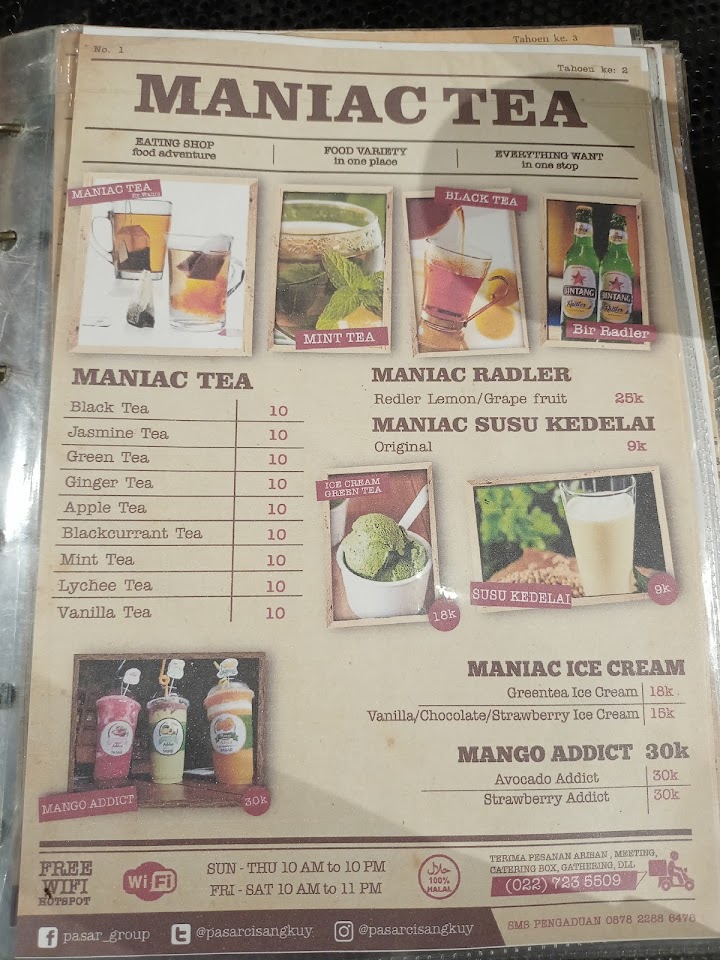 Tahoen ke. 3
No. 1
Tahoen ke: 2
MANIAC TEA
EATING SHOP
food adventure
FOOD VARIETY
in one place
EVERYTHING WANT
in one stop
MANIAC TEA
BLACK TEA
BINTANG
Radler
BINTANG
Radler
MINT TEA
Bir Radler
MANIAC TEA
Black Tea 10
Jasmine Tea 10
Green Tea 10
Ginger Tea 10
Apple Tea 10
Blackcurrant Tea 10
Mint Tea 10
Lychee Tea 10
Vanilla Tea 10
MANIAC RADLER
Redler Lemon/Grape fruit 25k
MANIAC SUSU KEDELAI
Original 9k
ICE CREAM
GREEN TEA
18k
SUSU KEDELAI
9k
MANIAC ICE CREAM
Greentea Ice Cream 18k
Vanilla/Chocolate/Strawberry Ice Cream 15k
MANGO ADDICT 30k
Avocado Addict 30k
Strawberry Addict 30k
MANGO ADDICT
30k
FREE
WIFI
HOTSPOT
WiFi
SUN - THU 10 AM to 10 PM
FRI - SAT 10 AM to 11 PM
حلال
100%
HALAL
TERIMA PESANAN ARIBAN, MEETING,
CATERING BOX, GATHERING, DLL
(022) 723 5509
pasar_group
@pasarcisangkuy
@pasarcisangkuy
SMS PENGADUAN 0878 2288 6476